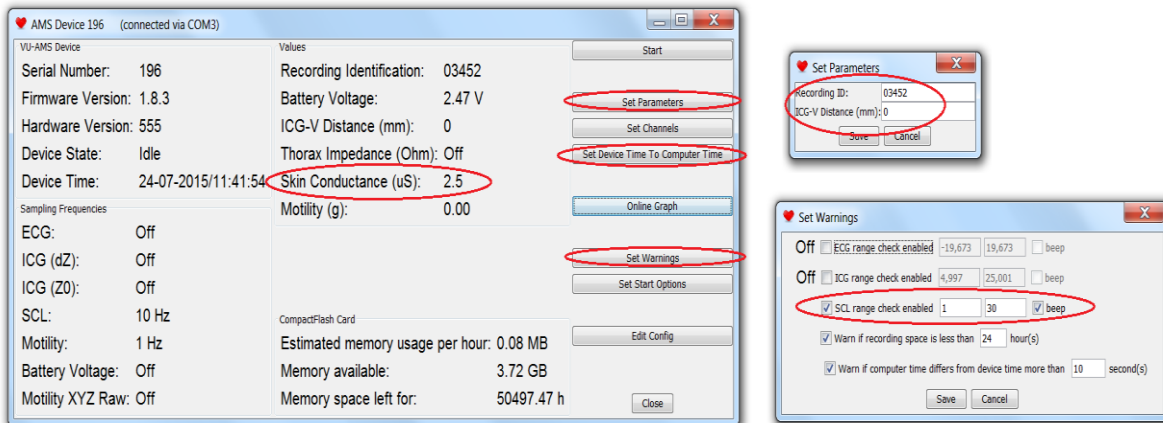 AMS Device 196 (connected via COM3)
VU-AMS Device
Serial Number: 196
Firmware Version: 1.8.3
Hardware Version: 555
Device State: Idle
Device Time: 24-07-2015/11:41:54
Sampling Frequencies
ECG: Off
ICG (dZ): Off
ICG (Z0): Off
SCL: 10 Hz
Motility: 1 Hz
Battery Voltage: Off
Motility XYZ Raw: Off
Values
Recording Identification: 03452
Battery Voltage: 2.47 V
ICG-V Distance (mm): 0
Thorax Impedance (Ohm): Off
Skin Conductance (uS): 2.5
Motility (g): 0.00
CompactFlash Card
Estimated memory usage per hour: 0.08 MB
Memory available: 3.72 GB
Memory space left for: 50497.47 h
Start
Set Parameters
Set Channels
Set Device Time To Computer Time
Online Graph
Set Warnings
Set Start Options
Edit Config
Close
Set Parameters
Recording ID: 03452
ICG-V Distance (mm): 0
Save Cancel
Set Warnings
Off ECG range check enabled -19,673 19,673 beep
Off ICG range check enabled 4,997 25,001 beep
SCL range check enabled 1 30 beep
Warn if recording space is less than 24 hour(s)
Warn if computer time differs from device time more than 10 second(s)
Save Cancel